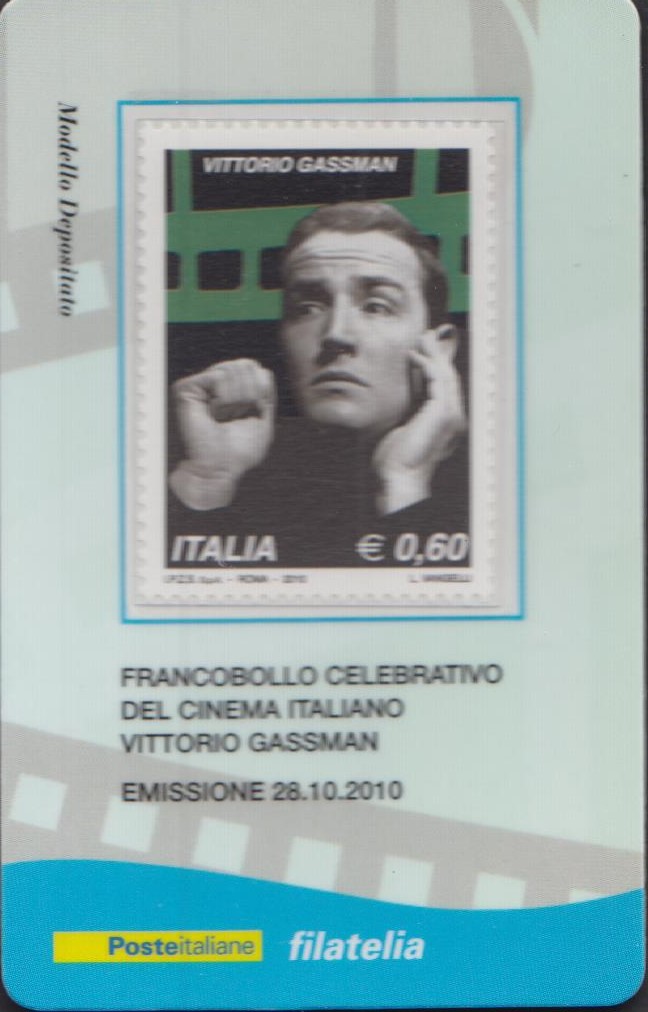 Modello Depositato
VITTORIO GASSMAN
ITALIA € 0,60
I.P.Z.S. S.p.A. - ROMA - 2010 L. VANGELLI
FRANCOBOLLO CELEBRATIVO
DEL CINEMA ITALIANO
VITTORIO GASSMAN
EMISSIONE 28.10.2010
Posteitaliane filatelia